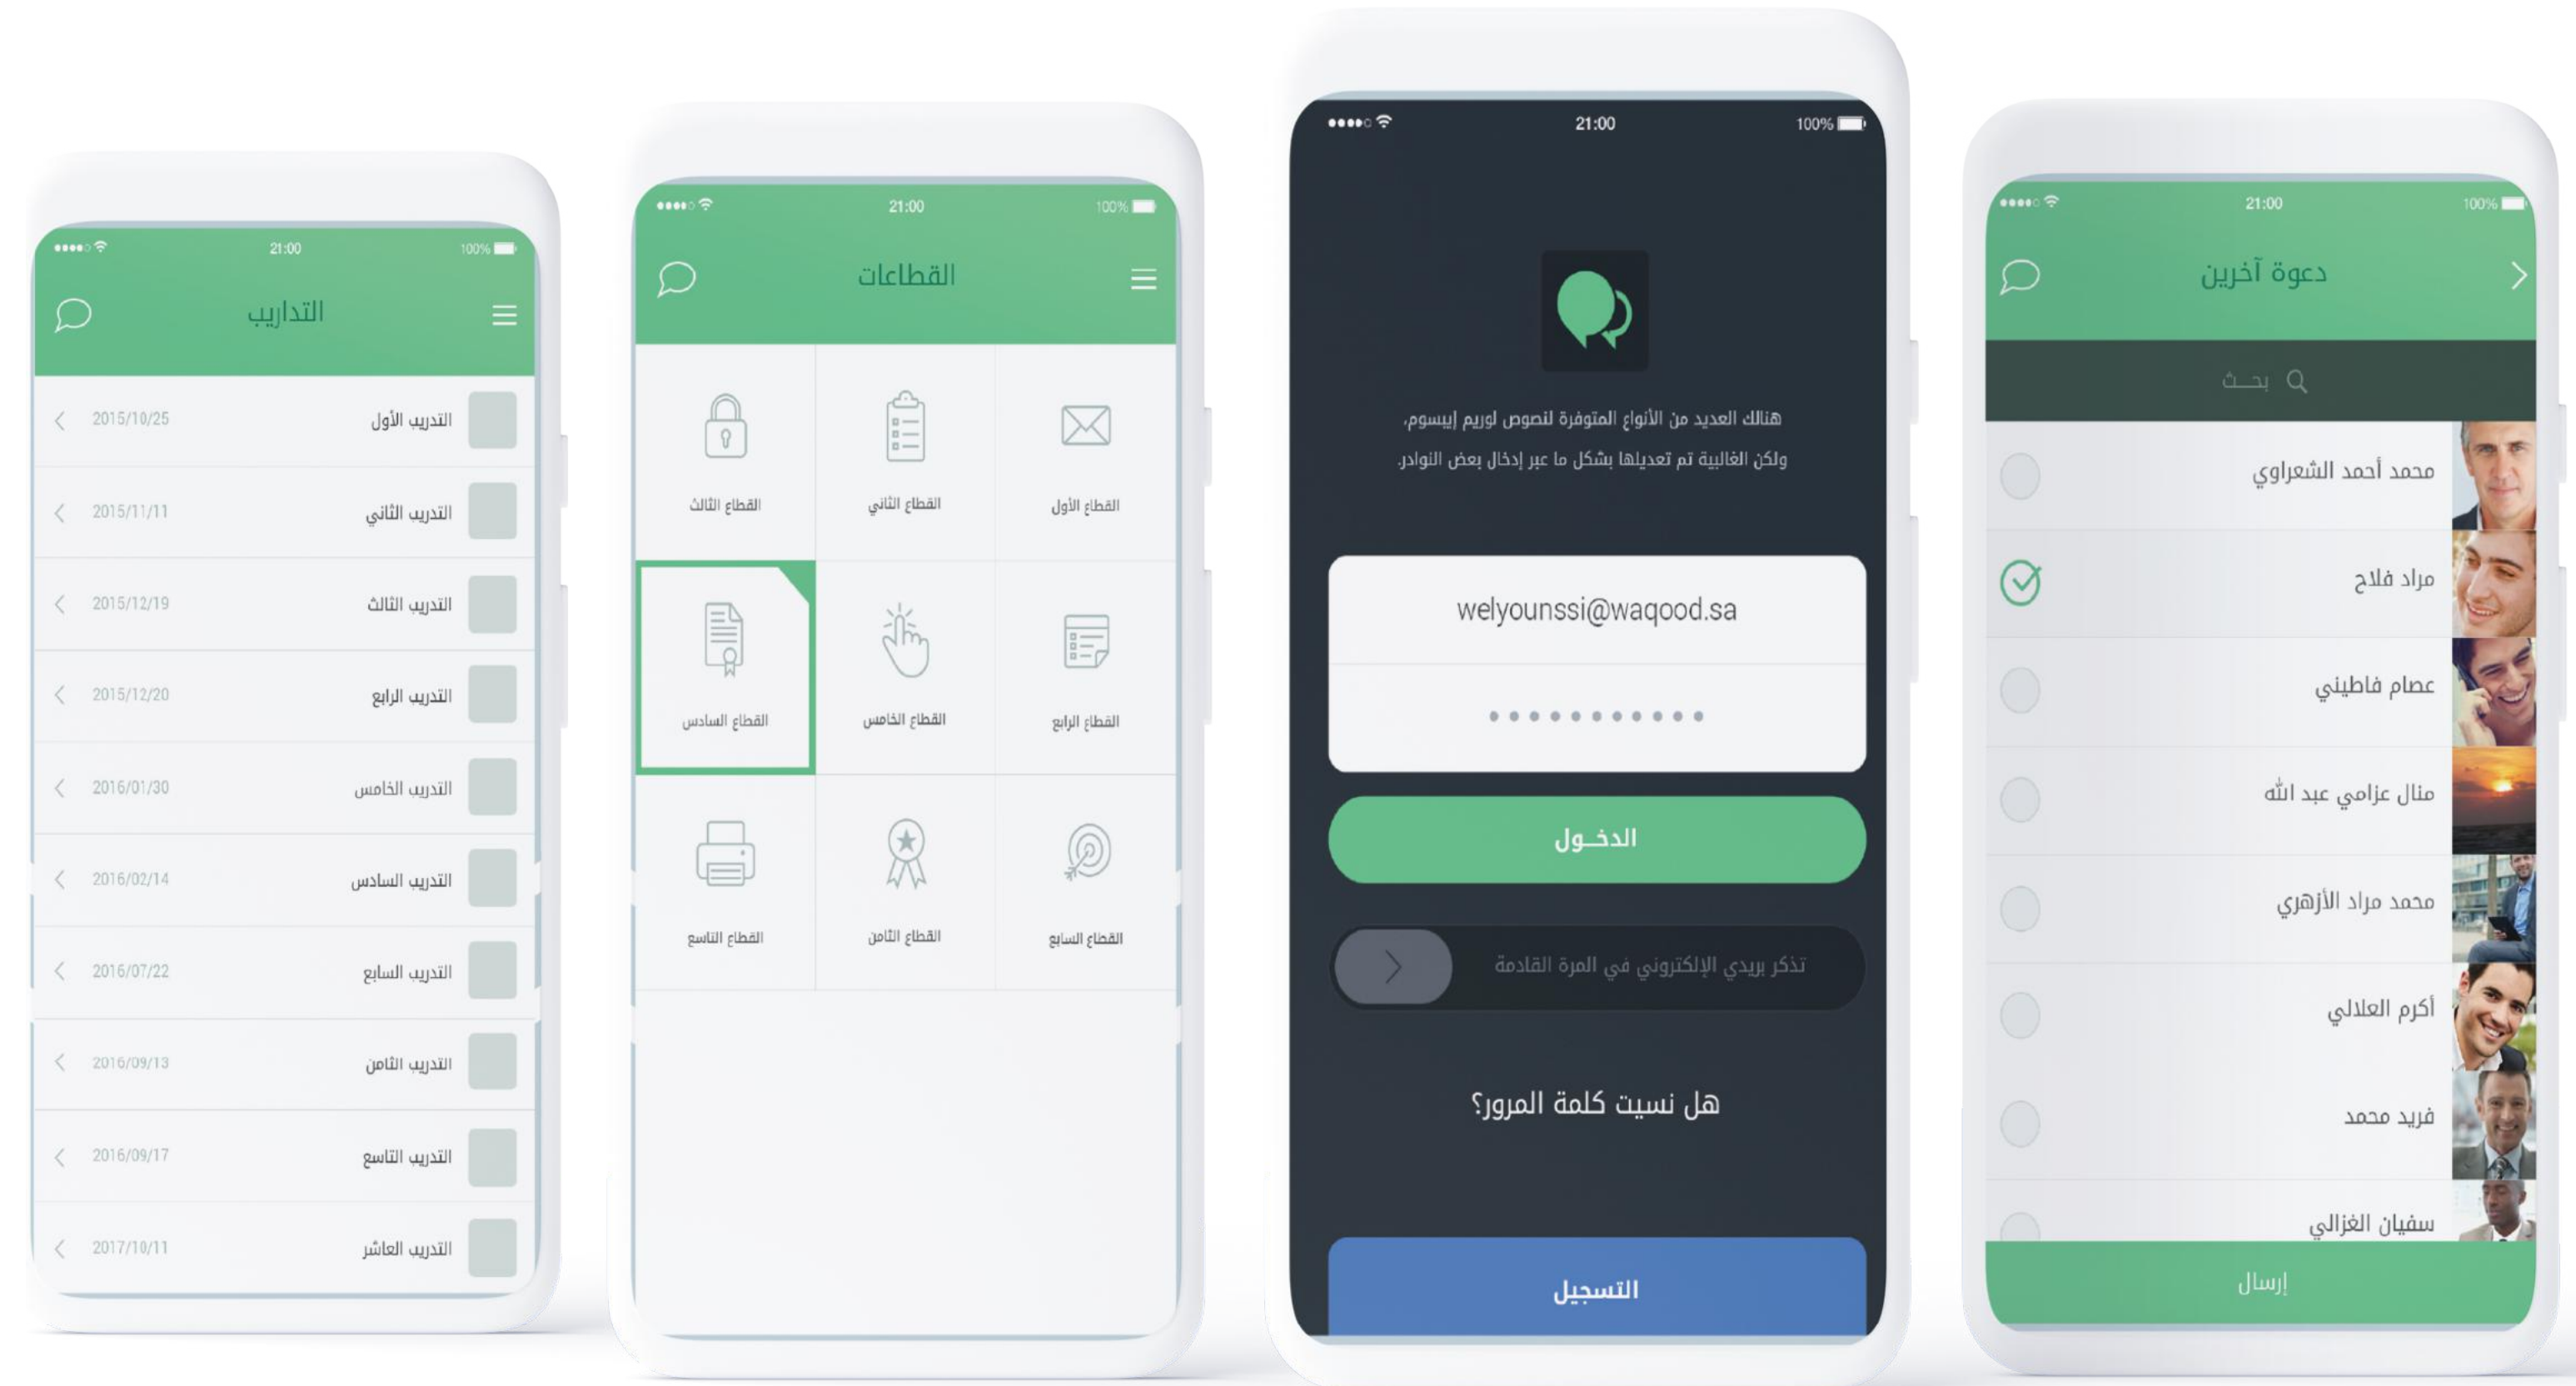 21:00
100%
التداريب
التدريب الأول 2015/10/25
التدريب الثاني 2015/11/11
التدريب الثالث 2015/12/19
التدريب الرابع 2015/12/20
التدريب الخامس 2016/01/30
التدريب السادس 2016/02/14
التدريب السابع 2016/07/22
التدريب الثامن 2016/09/13
التدريب التاسع 2016/09/17
التدريب العاشر 2017/10/11
21:00
100%
القطاعات
القطاع الأول
القطاع الثاني
القطاع الثالث
القطاع الرابع
القطاع الخامس
القطاع السادس
القطاع السابع
القطاع الثامن
القطاع التاسع
21:00
100%
هنالك العديد من الأنواع المتوفرة لنصوص لوريم إيبسوم،
ولكن الغالبية تم تعديلها بشكل ما عبر إدخال بعض النوادر.
welyounssi@waqood.sa
الدخــول
تذكر بريدي الإلكتروني في المرة القادمة
هل نسيت كلمة المرور؟
التسجيل
21:00
100%
دعوة آخرين
بحــث
محمد أحمد الشعراوي
مراد فلاح
عصام فاطيني
منال عزامي عبد الله
محمد مراد الأزهري
أكرم العلالي
فريد محمد
سفيان الغزالي
إرسال